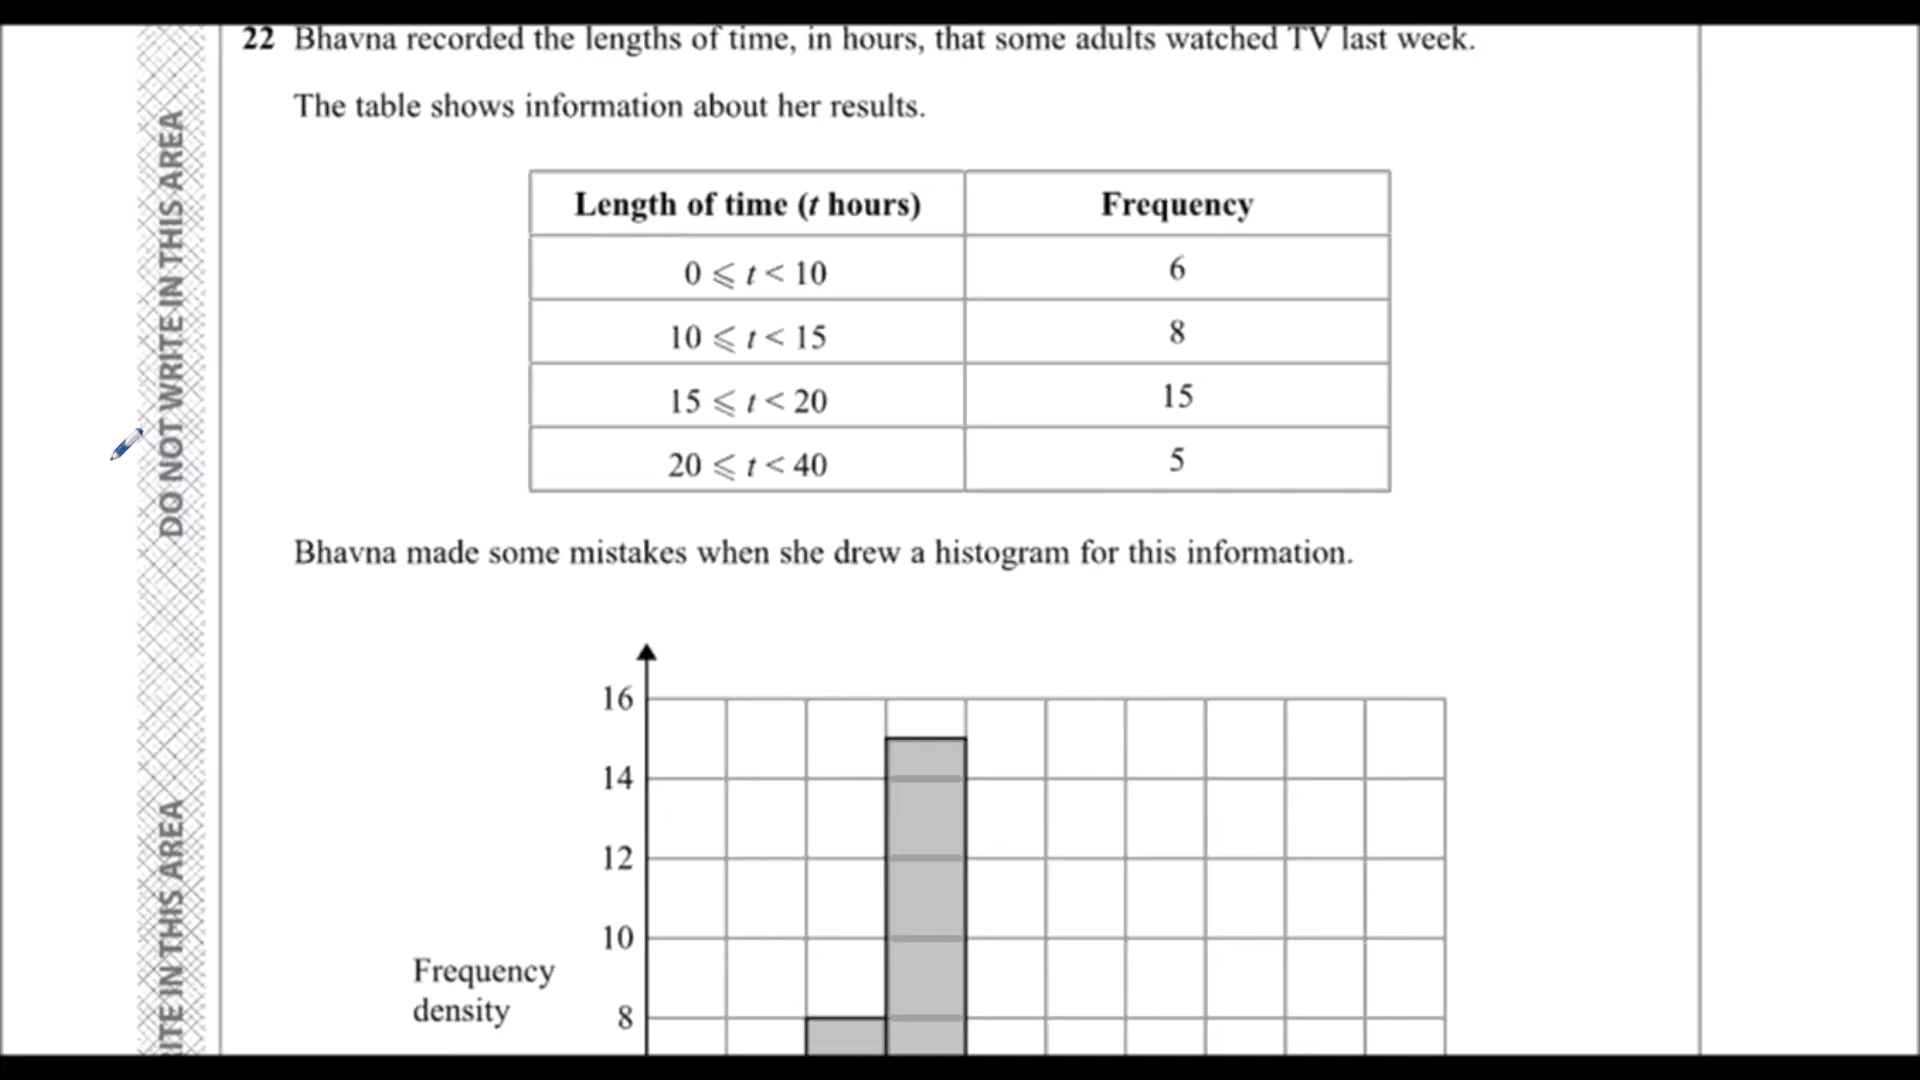 22 Bhavna recorded the lengths of time, in hours, that some adults watched TV last week.
The table shows information about her results.
Length of time (t hours) Frequency
0 ⩽ t < 10 6
10 ⩽ t < 15 8
15 ⩽ t < 20 15
20 ⩽ t < 40 5
Bhavna made some mistakes when she drew a histogram for this information.
16
14
12
10
Frequency
density
8
DO NOT WRITE IN THIS AREA
ITE IN THIS AREA